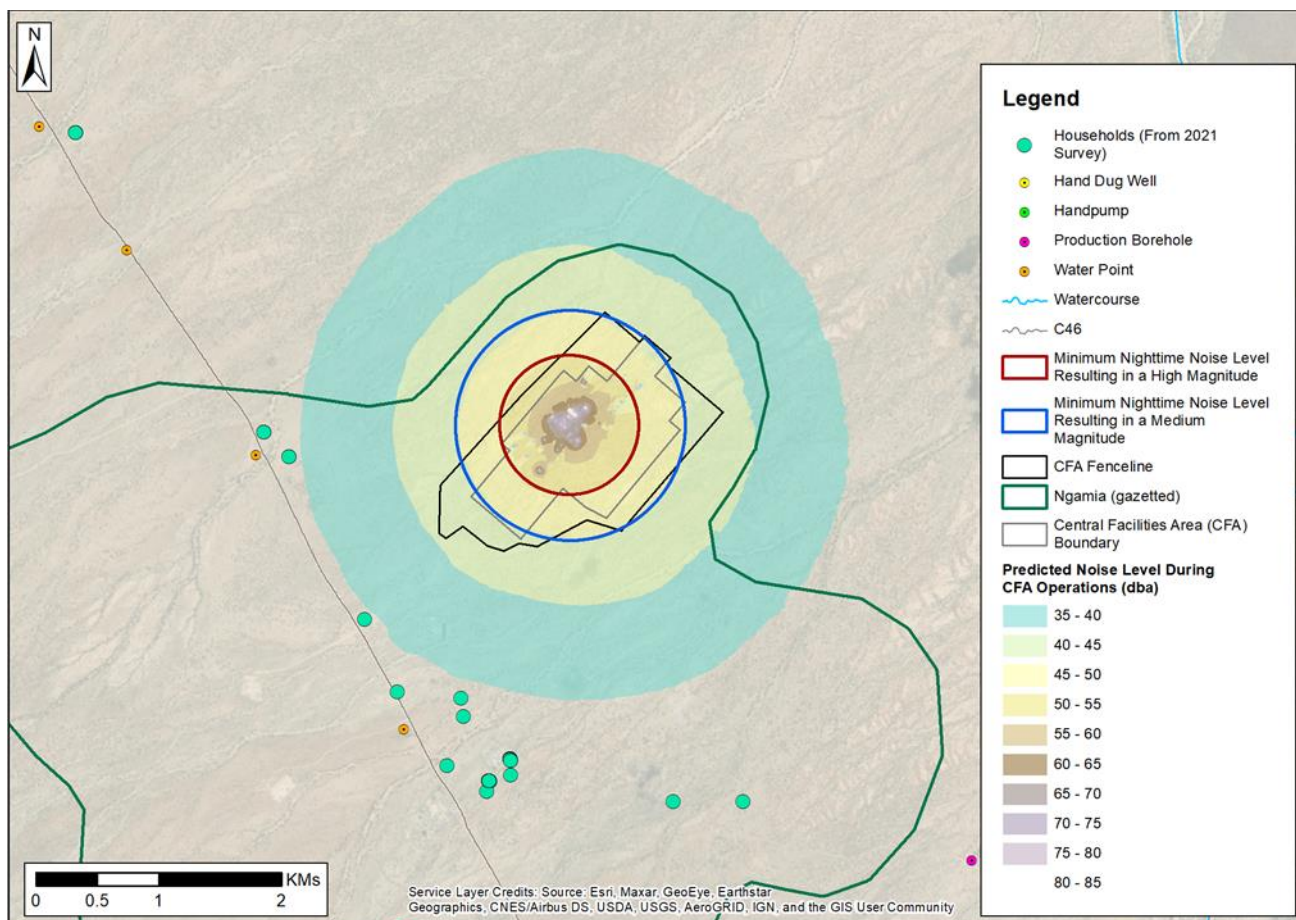 N
Legend
Households (From 2021
Survey)
Hand Dug Well
Handpump
Production Borehole
Water Point
Watercourse
C46
Minimum Nighttime Noise Level
Resulting in a High Magnitude
Minimum Nighttime Noise Level
Resulting in a Medium
Magnitude
CFA Fenceline
Ngamia (gazetted)
Central Facilities Area (CFA)
Boundary
Predicted Noise Level During
CFA Operations (dba)
35 - 40
40 - 45
45 - 50
50 - 55
55 - 60
60 - 65
65 - 70
70 - 75
75 - 80
80 - 85
KMs
0 0.5 1 2
Service Layer Credits: Source: Esri, Maxar, GeoEye, Earthstar
Geographics, CNES/Airbus DS, USDA, USGS, AeroGRID, IGN, and the GIS User Community